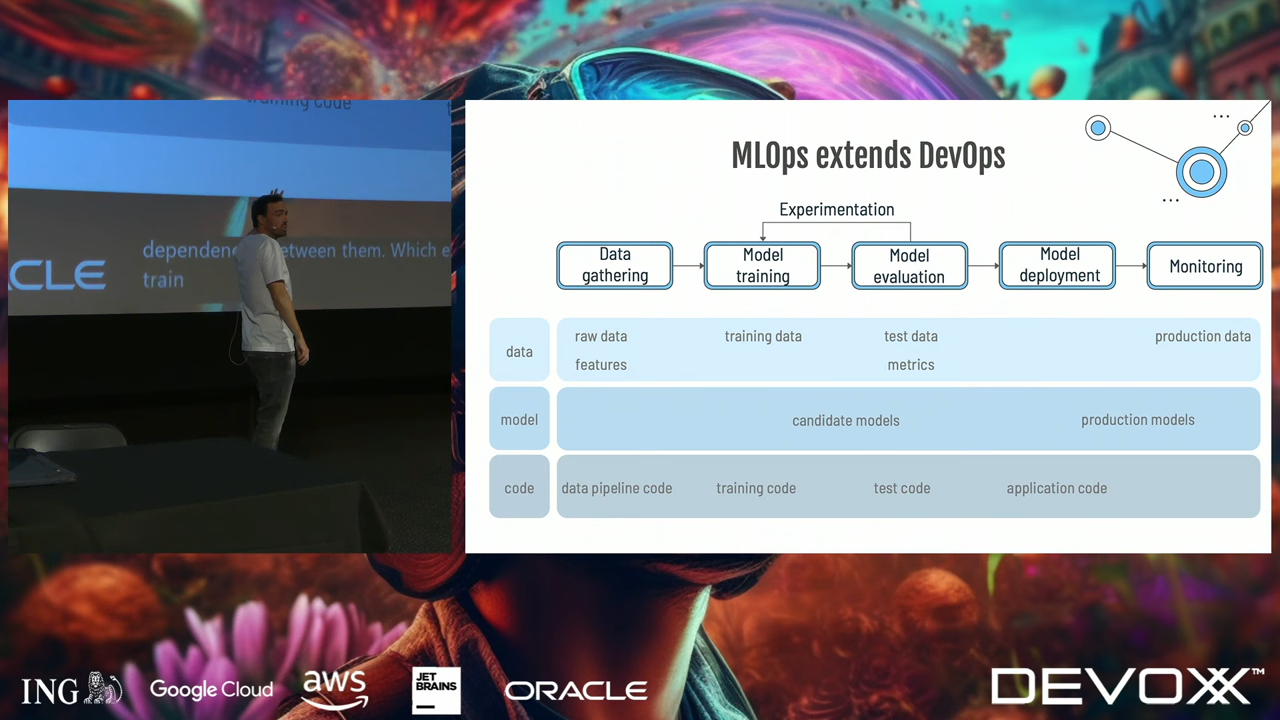 training code
CLE
dependenc between them. Which e
train
MLOps extends DevOps
Experimentation
Data gathering
Model training
Model evaluation
Model deployment
Monitoring
data
raw data
training data
test data
production data
features
metrics
model
candidate models
production models
code
data pipeline code
training code
test code
application code
ING
Google Cloud
aws
JET
BRAINS
ORACLE
DEVOXX™